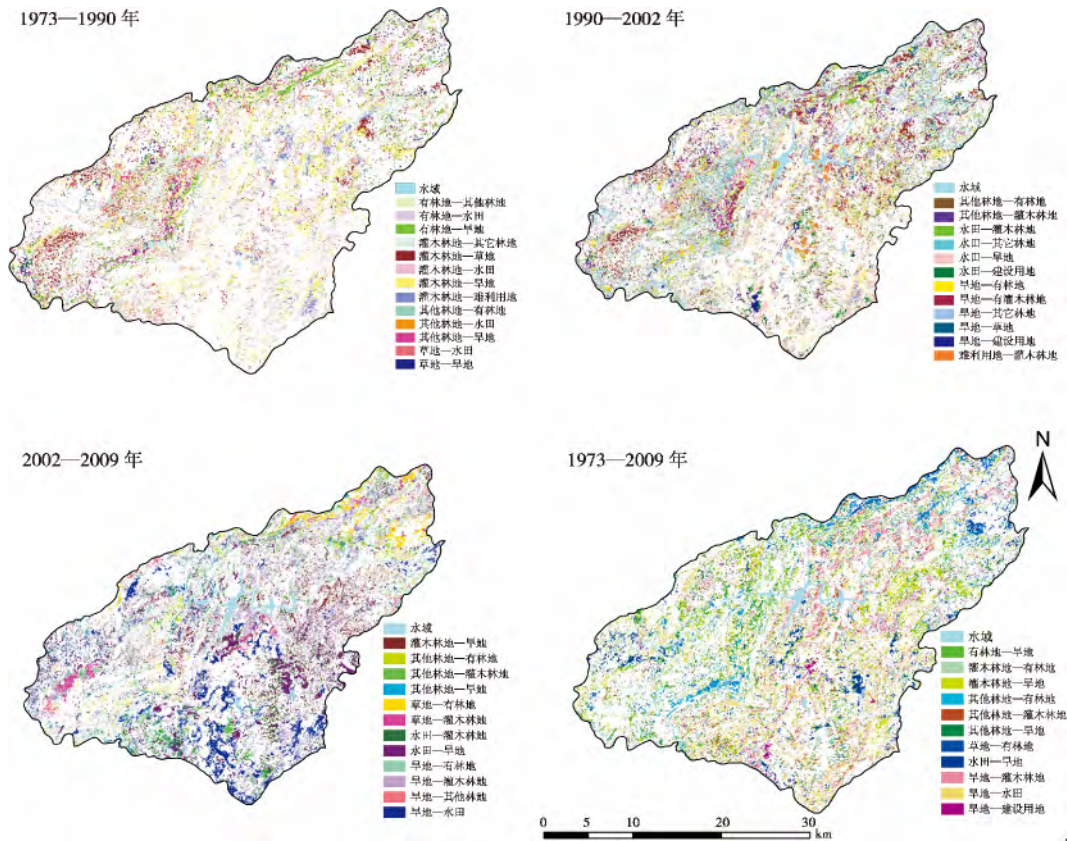 1973—1990 年
水域
有林地—其他林地
有林地—水田
有林地—旱地
灌木林地—其它林地
灌木林地—草地
灌木林地—水田
灌木林地—旱地
灌木林地—难利用地
其他林地—有林地
其他林地—水田
其他林地—旱地
草地—水田
草地—旱地
1990—2002 年
水域
其他林地—有林地
其他林地—灌木林地
水田—灌木林地
水田—其它林地
水田—旱地
水田—建设用地
旱地—有林地
旱地—有灌木林地
旱地—其它林地
旱地—草地
旱地—建设用地
难利用地—灌木林地
2002—2009 年
水域
灌木林地—旱地
其他林地—有林地
其他林地—灌木林地
其他林地—旱地
草地—有林地
草地—灌木林地
水田—灌木林地
水田—旱地
旱地—有林地
旱地—灌木林地
旱地—其他林地
旱地—水田
1973—2009 年
N
水域
有林地—旱地
灌木林地—有林地
灌木林地—旱地
其他林地—有林地
其他林地—灌木林地
其他林地—旱地
草地—有林地
水田—旱地
旱地—灌木林地
旱地—水田
旱地—建设用地
0 5 10 20 30
km